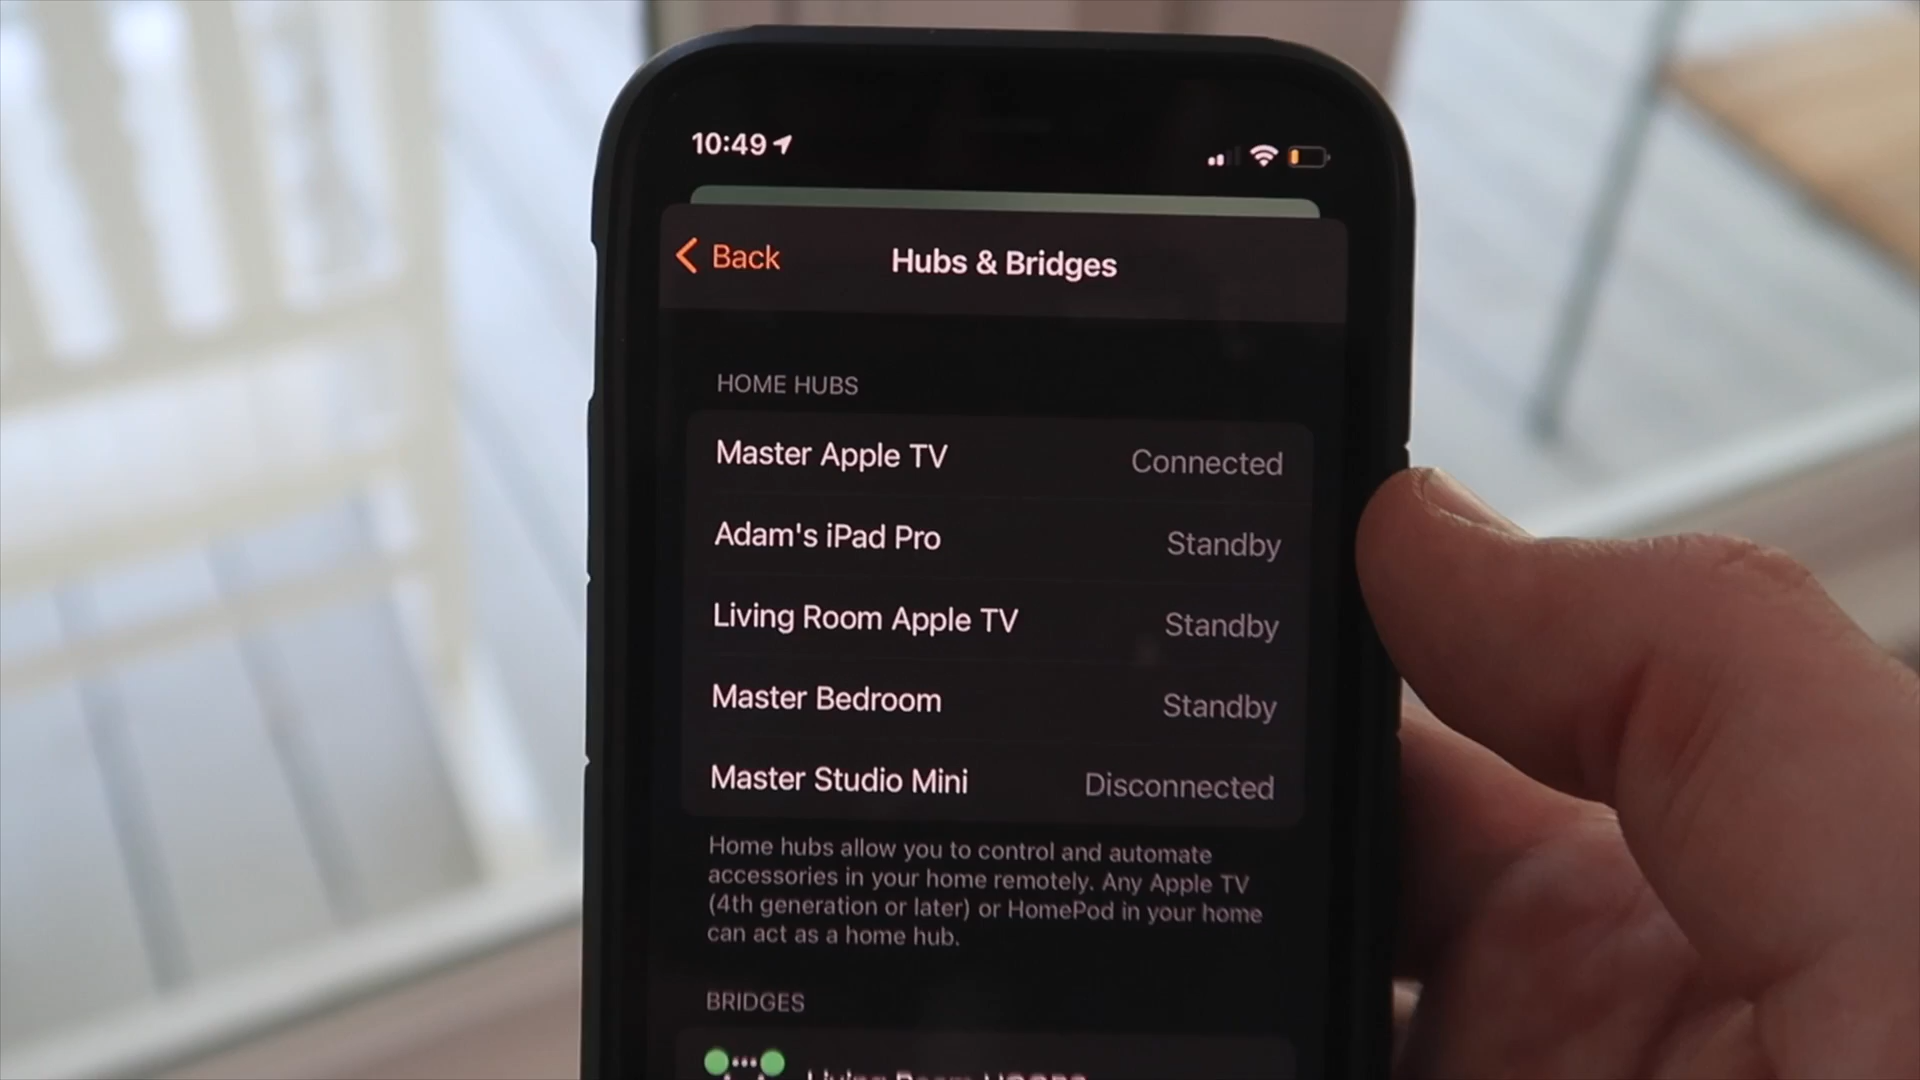 10:49
Back
Hubs & Bridges
HOME HUBS
Master Apple TV Connected
Adam's iPad Pro Standby
Living Room Apple TV Standby
Master Bedroom Standby
Master Studio Mini Disconnected
Home hubs allow you to control and automate
accessories in your home remotely. Any Apple TV
(4th generation or later) or HomePod in your home
can act as a home hub.
BRIDGES
Living Room